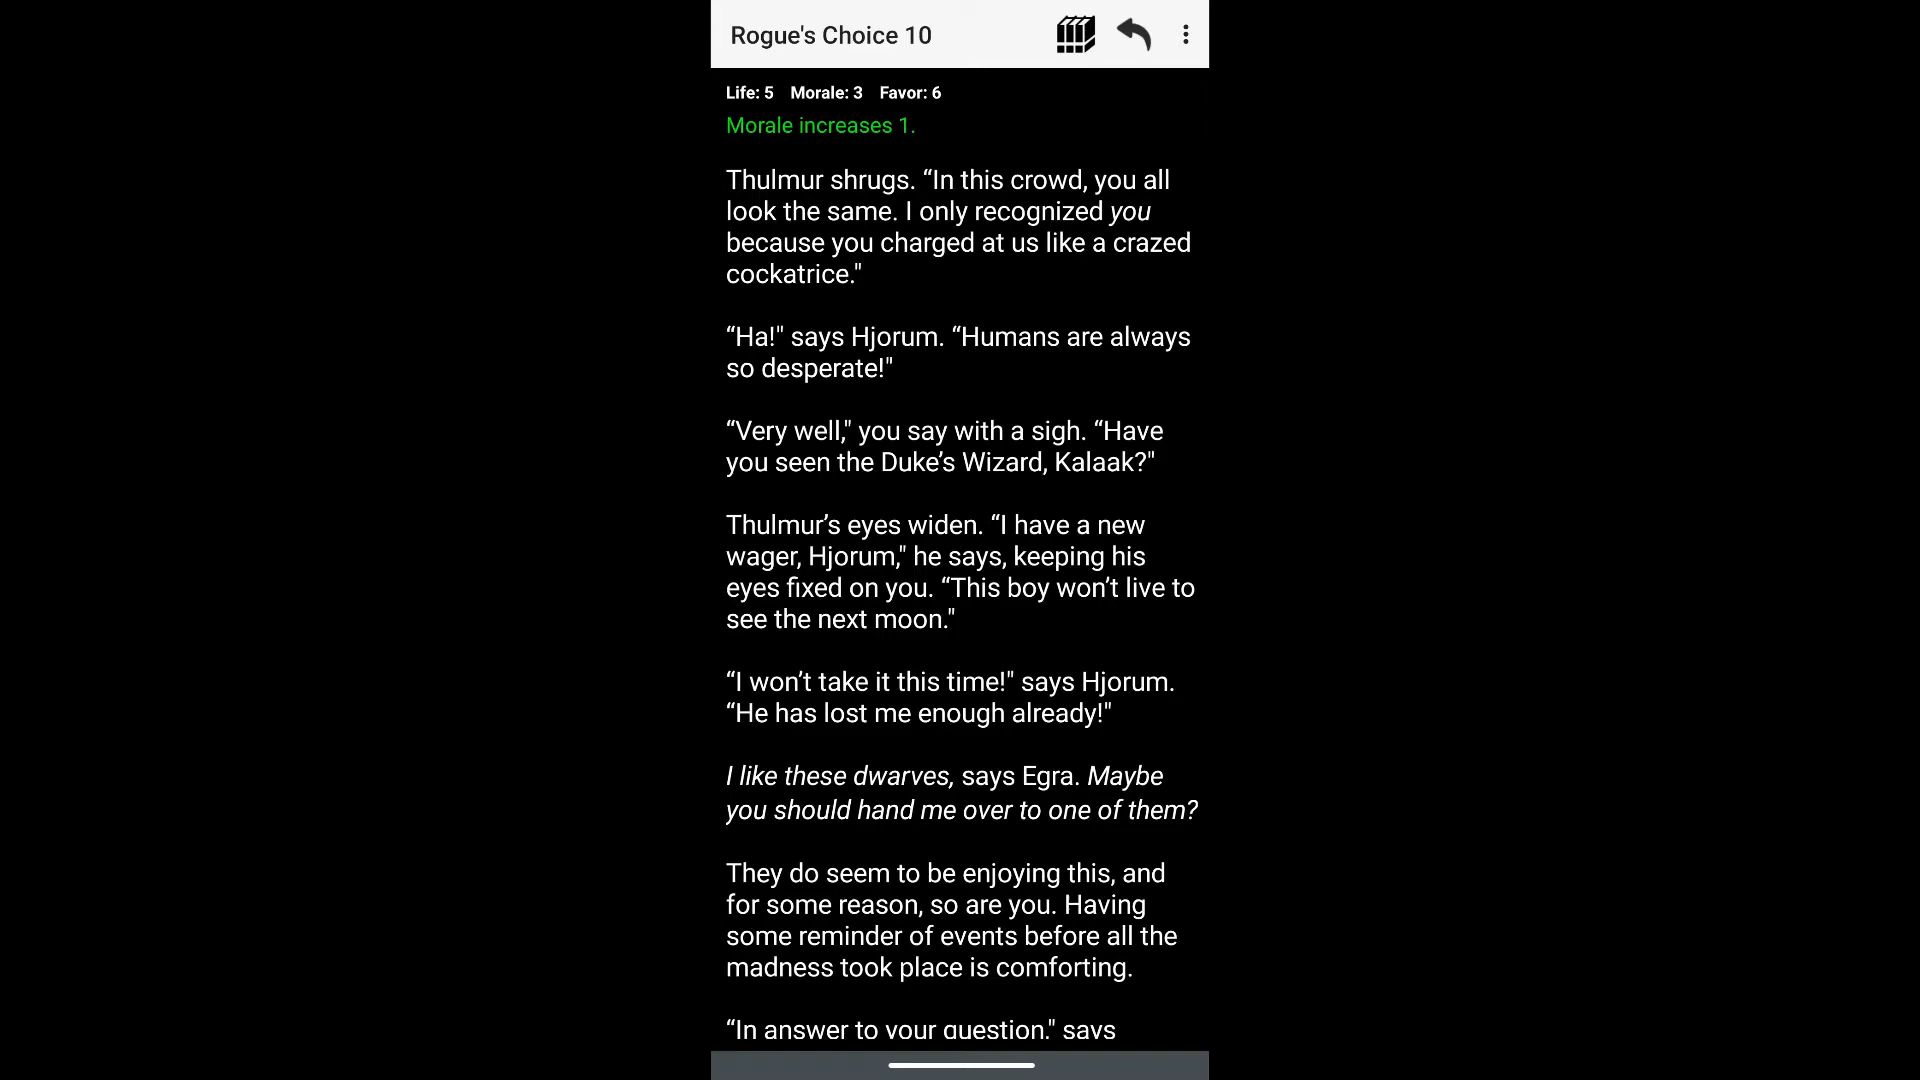 Rogue's Choice 10
Life: 5 Morale: 3 Favor: 6
Morale increases 1.
Thulmur shrugs. “In this crowd, you all
look the same. I only recognized you
because you charged at us like a crazed
cockatrice."
“Ha!" says Hjorum. “Humans are always
so desperate!"
“Very well," you say with a sigh. “Have
you seen the Duke’s Wizard, Kalaak?"
Thulmur’s eyes widen. “I have a new
wager, Hjorum," he says, keeping his
eyes fixed on you. “This boy won’t live to
see the next moon."
“I won’t take it this time!" says Hjorum.
“He has lost me enough already!"
I like these dwarves, says Egra. Maybe
you should hand me over to one of them?
They do seem to be enjoying this, and
for some reason, so are you. Having
some reminder of events before all the
madness took place is comforting.
“In answer to your question," says